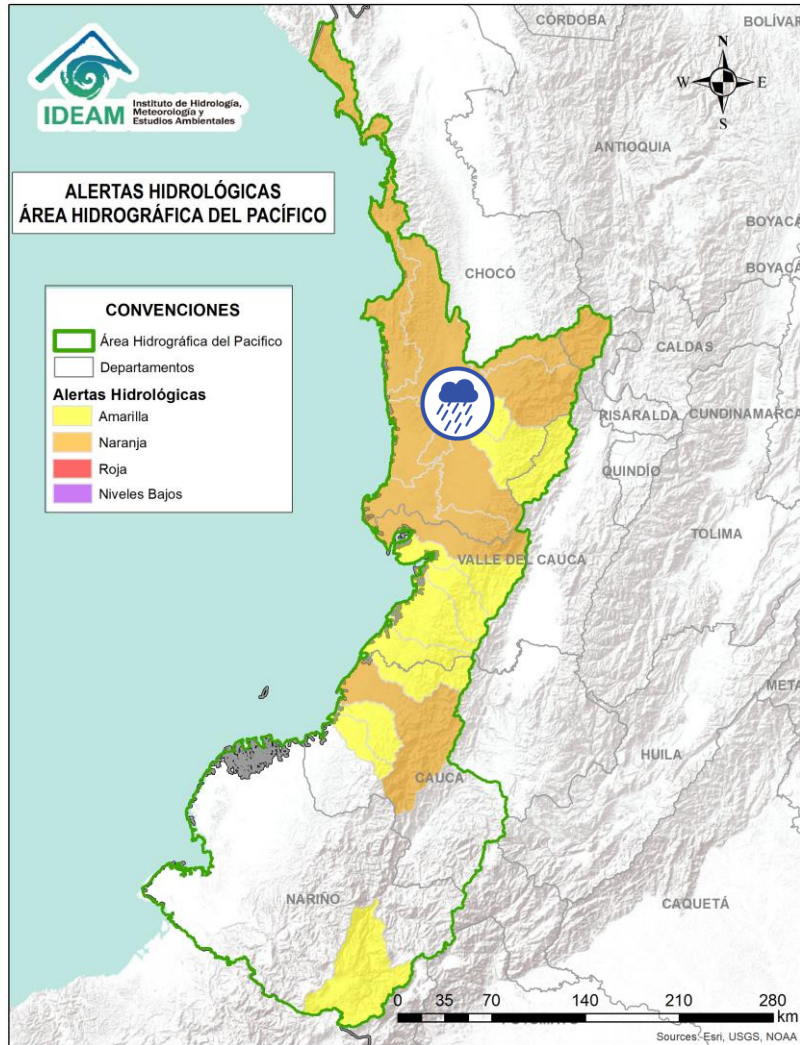 IDEAM
Instituto de Hidrología,
Meteorología y
Estudios Ambientales
ALERTAS HIDROLÓGICAS
ÁREA HIDROGRÁFICA DEL PACÍFICO
CONVENCIONES
Área Hidrográfica del Pacifico
Departamentos
Alertas Hidrológicas
Amarilla
Naranja
Roja
Niveles Bajos
CÓRDOBA
BOLÍVAR
N
W E
S
ANTIOQUIA
BOYACÁ
BOYACÁ
CHOCÓ
CALDAS
RISARALDA
CUNDINAMARCA
QUINDÍO
TOLIMA
VALLE DEL CAUCA
META
HUILA
CAUCA
NARIÑO
CAQUETÁ
0 35 70 140 210 280
km
Sources: Esri, USGS, NOAA